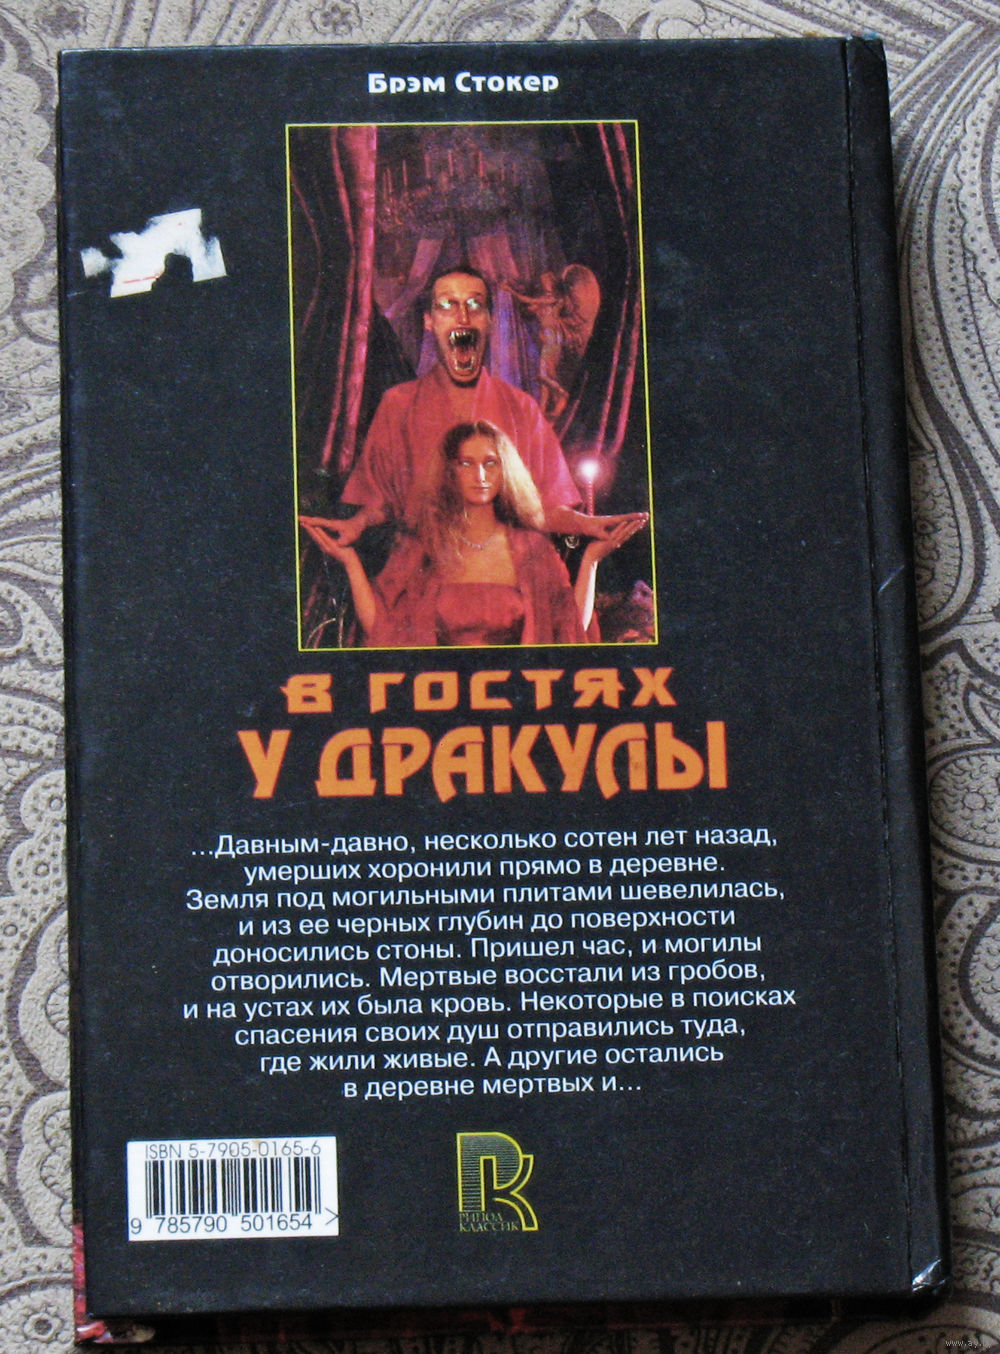 Брэм Стокер
В ГОСТЯХ
У ДРАКУЛЫ
...Давным-давно, несколько сотен лет назад,
умерших хоронили прямо в деревне.
Земля под могильными плитами шевелилась,
и из ее черных глубин до поверхности
доносились стоны. Пришел час, и могилы
отворились. Мертвые восстали из гробов,
и на устах их была кровь. Некоторые в поисках
спасения своих душ отправились туда,
где жили живые. А другие остались
в деревне мертвых и...
ISBN 5-7905-0165-6
9 785790 501654 >
РИПОЛ
КЛАССИК